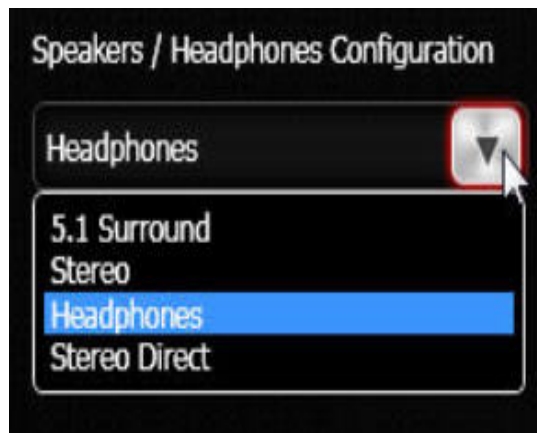 Speakers / Headphones Configuration
Headphones
5.1 Surround
Stereo
Headphones
Stereo Direct